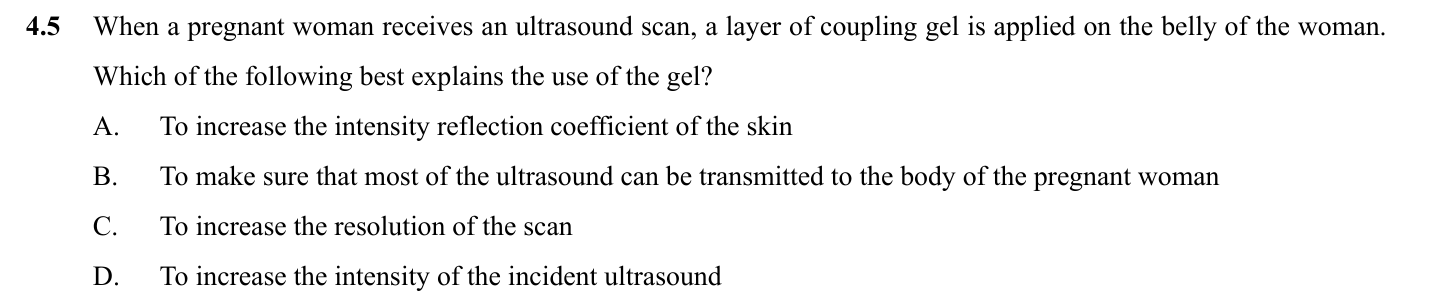 4.5 When a pregnant woman receives an ultrasound scan, a layer of coupling gel is applied on the belly of the woman.
Which of the following best explains the use of the gel?
A. To increase the intensity reflection coefficient of the skin
B. To make sure that most of the ultrasound can be transmitted to the body of the pregnant woman
C. To increase the resolution of the scan
D. To increase the intensity of the incident ultrasound